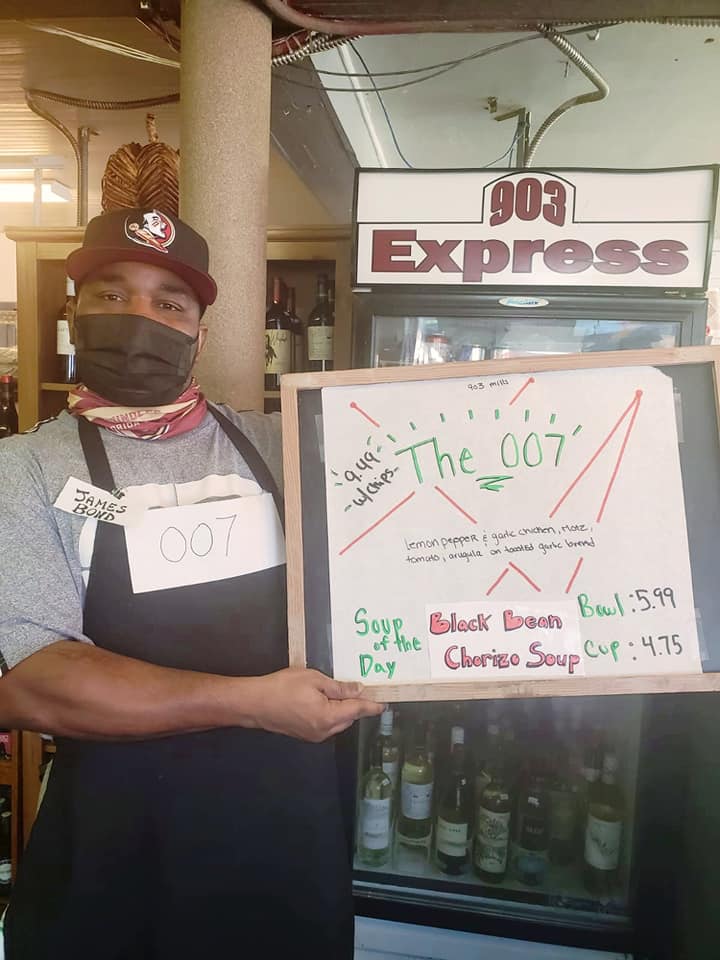 903
Express
903 mills
The 007
9.49
w/chips
lemon pepper & garlic chicken, Motz,
tomato, arugula on toasted garlic bread
Soup
of the
Day
Black Bean
Chorizo Soup
Bowl : 5.99
Cup : 4.75
JAMES
BOND
007